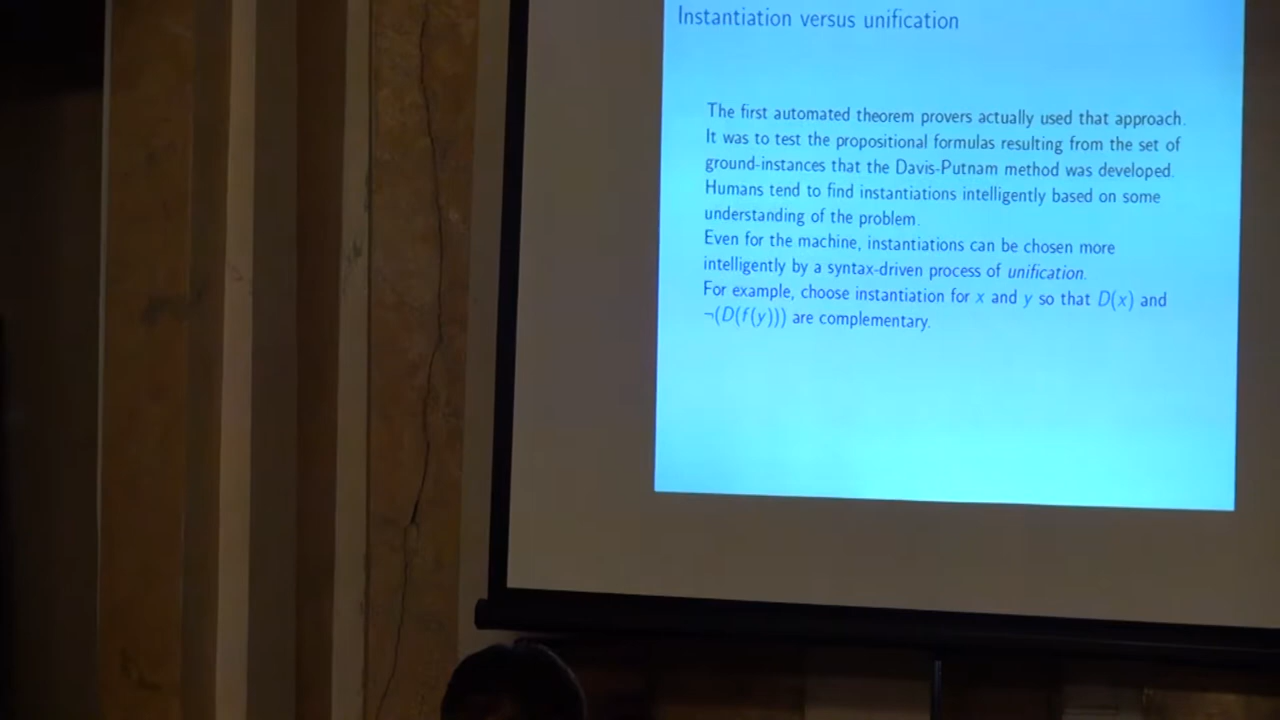 Instantiation versus unification
The first automated theorem provers actually used that approach.
It was to test the propositional formulas resulting from the set of
ground-instances that the Davis-Putnam method was developed.
Humans tend to find instantiations intelligently based on some
understanding of the problem.
Even for the machine, instantiations can be chosen more
intelligently by a syntax-driven process of unification.
For example, choose instantiation for x and y so that D(x) and
¬(D(f(y))) are complementary.